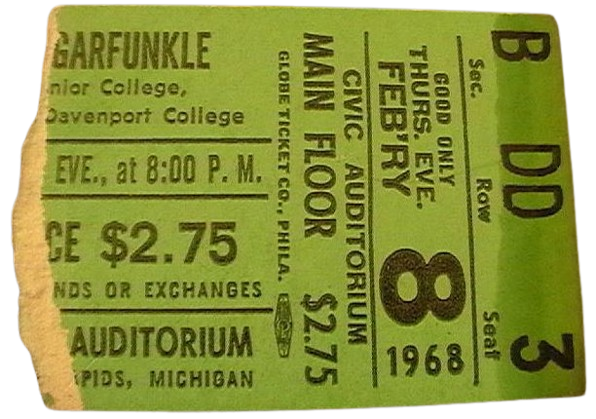 GARFUNKLE
nior College,
Davenport College
EVE., at 8:00 P. M.
CE $2.75
NDS OR EXCHANGES
AUDITORIUM
PIDS, MICHIGAN
GLOBE TICKET CO., PHILA.
MAIN FLOOR $2.75
CIVIC AUDITORIUM
FEB'RY 8
THURS. EVE.
GOOD ONLY
1968
Sec. Row Seat
B DD 3